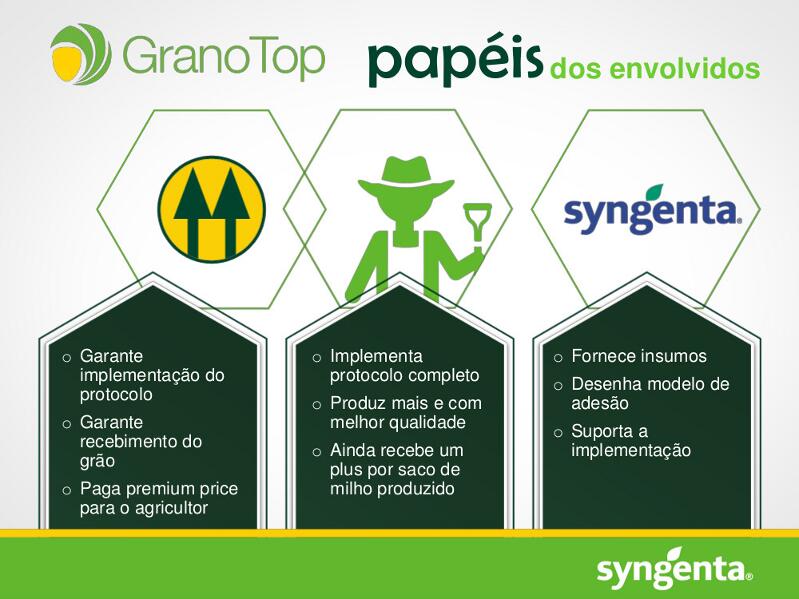 GranoTop papéis dos envolvidos
syngenta®
o Garante
implementação do
protocolo
o Garante
recebimento do
grão
o Paga premium price
para o agricultor
o Implementa
protocolo completo
o Produz mais e com
melhor qualidade
o Ainda recebe um
plus por saco de
milho produzido
o Fornece insumos
o Desenha modelo de
adesão
o Suporta a
implementação
syngenta®